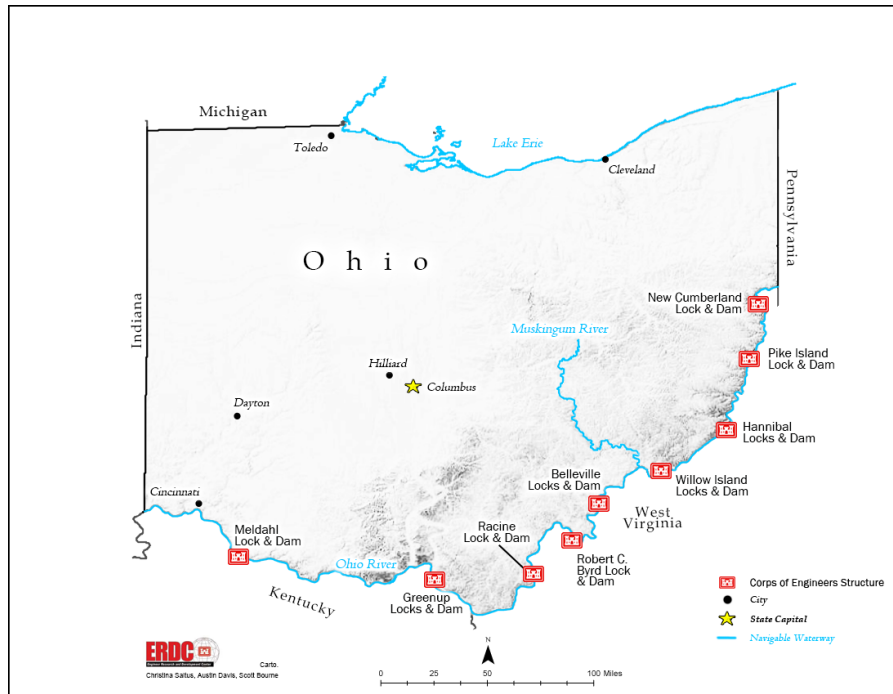 Michigan
Toledo
Lake Erie
Cleveland
Pennsylvania
Ohio
Indiana
New Cumberland
Lock & Dam
Muskingum River
Pike Island
Lock & Dam
Hilliard
Columbus
Dayton
Hannibal
Locks & Dam
Belleville
Locks & Dam
Willow Island
Locks & Dam
Cincinnati
West
Virginia
Meldahl
Lock & Dam
Racine
Lock & Dam
Robert C.
Byrd Lock
& Dam
Ohio River
Greenup
Locks & Dam
Kentucky
Corps of Engineers Structure
City
State Capital
Navigable Waterway
ERDC
Carto.
Christina Saltus, Austin Davis, Scott Bourne
N
0 25 50 100 Miles